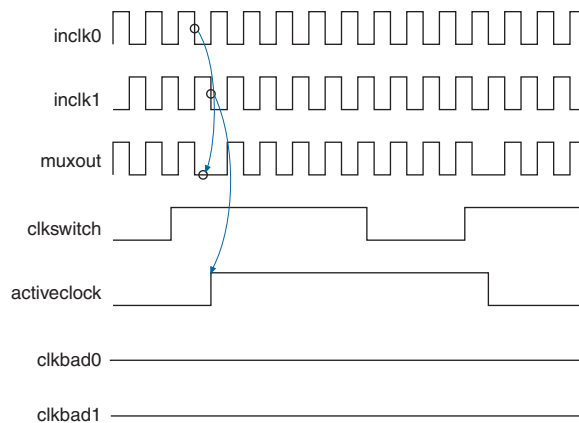 inclk0
inclk1
muxout
clkswitch
activeclock
clkbad0
clkbad1